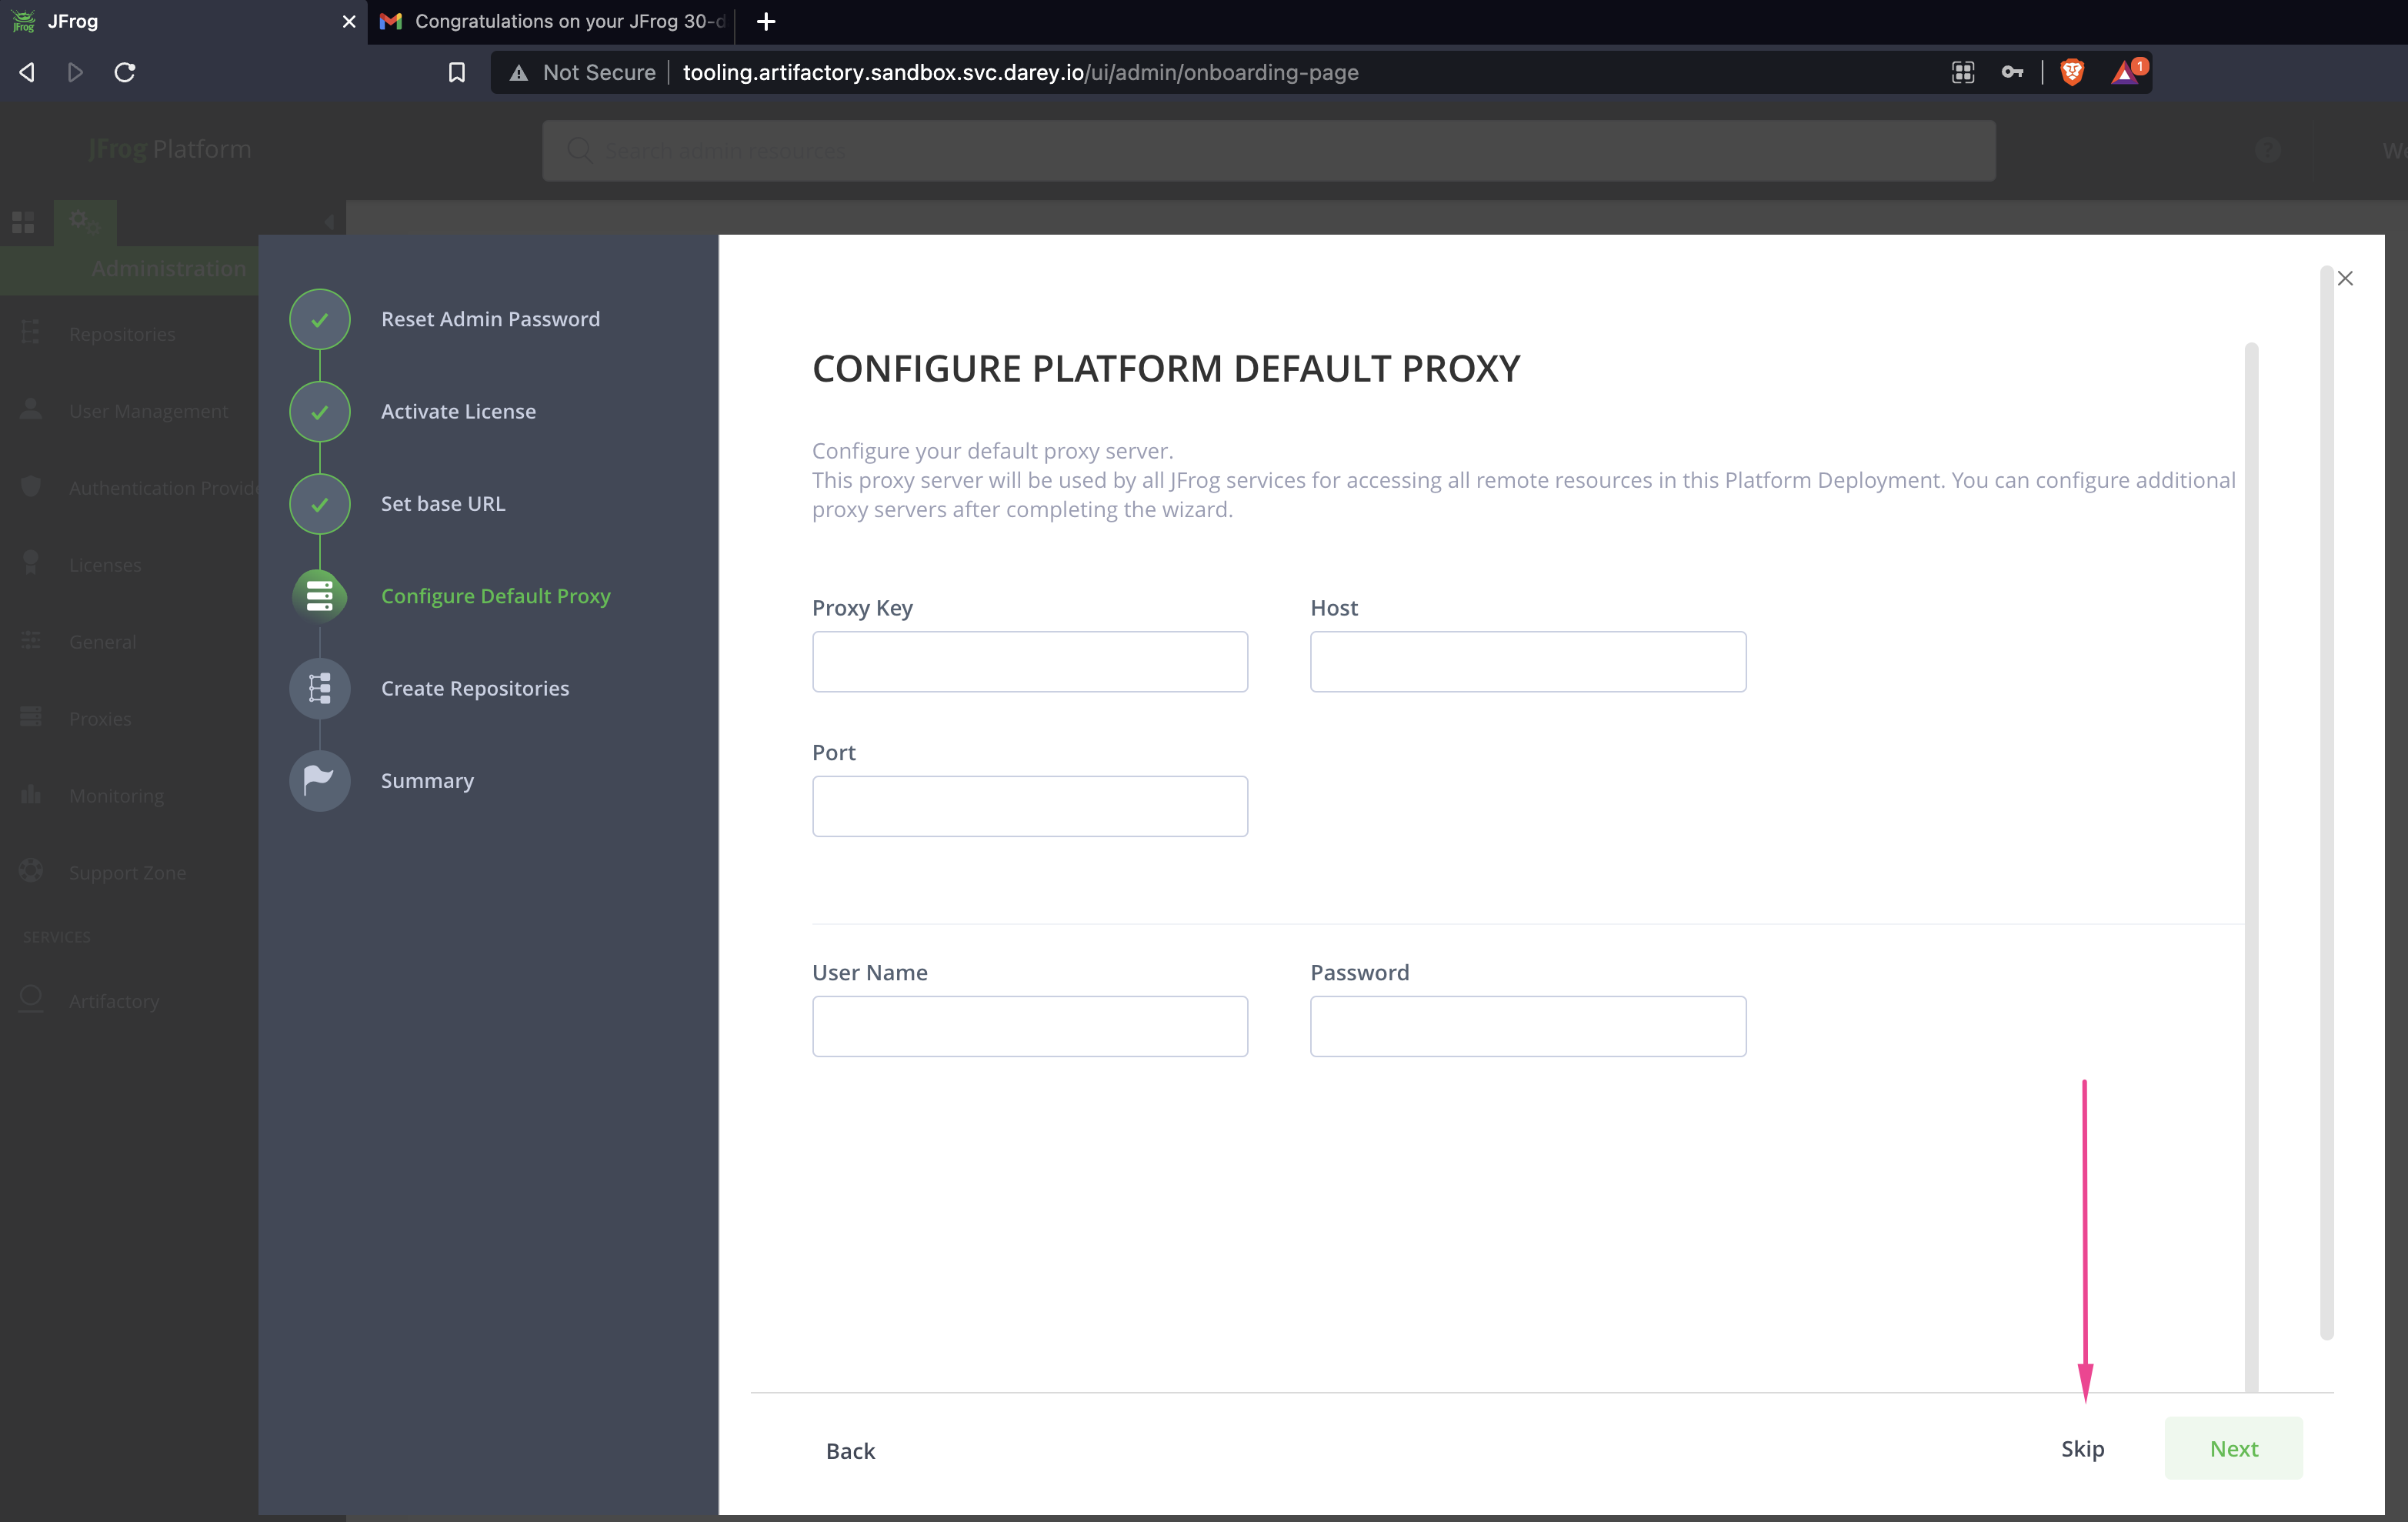 JFrog
Congratulations on your JFrog 30-d
Not Secure
tooling.artifactory.sandbox.svc.darey.io/ui/admin/onboarding-page
1
JFrog Platform
Search admin resources
?
We
Administration
Repositories
User Management
Authentication Provide
Licenses
General
Proxies
Monitoring
Support Zone
SERVICES
Artifactory
Reset Admin Password
Activate License
Set base URL
Configure Default Proxy
Create Repositories
Summary
CONFIGURE PLATFORM DEFAULT PROXY
Configure your default proxy server.
This proxy server will be used by all JFrog services for accessing all remote resources in this Platform Deployment. You can configure additional
proxy servers after completing the wizard.
Proxy Key
Host
Port
User Name
Password
Back
Skip
Next